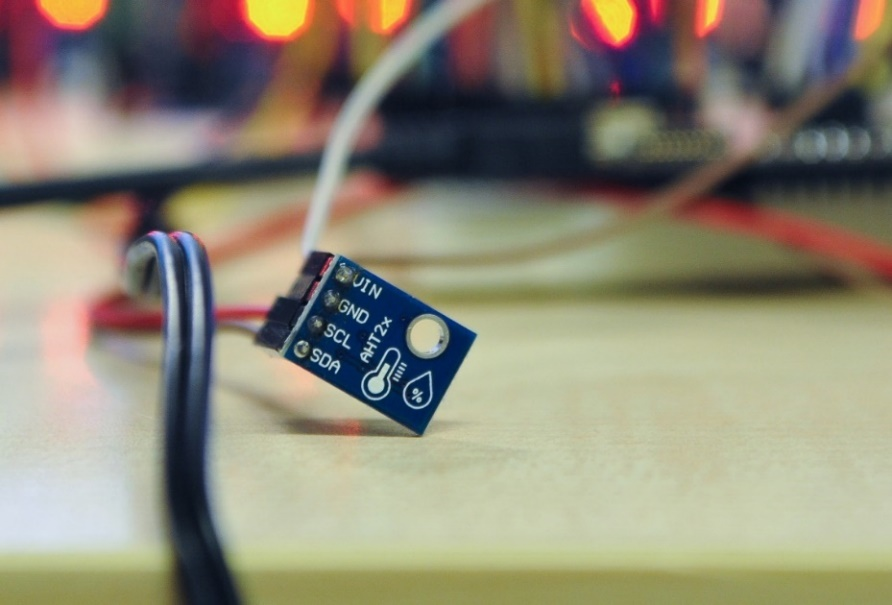 VIN
GND
SCL
SDA
AHT2x
%